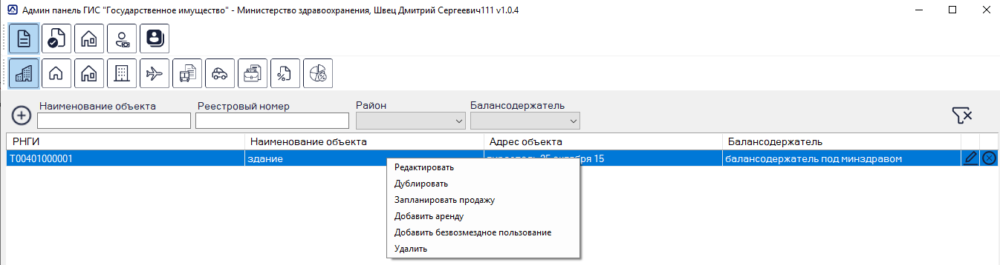 Админ панель ГИС "Государственное имущество" - Министерство здравоохранения, Швец Дмитрий Сергеевич111 v1.0.4
Наименование объекта Реестровый номер Район Балансодержатель
РНГИ Наименование объекта Адрес объекта Балансодержатель
Т00401000001 здание 25 октября 15 балансодержатель под минздравом
Редактировать
Дублировать
Запланировать продажу
Добавить аренду
Добавить безвозмездное пользование
Удалить